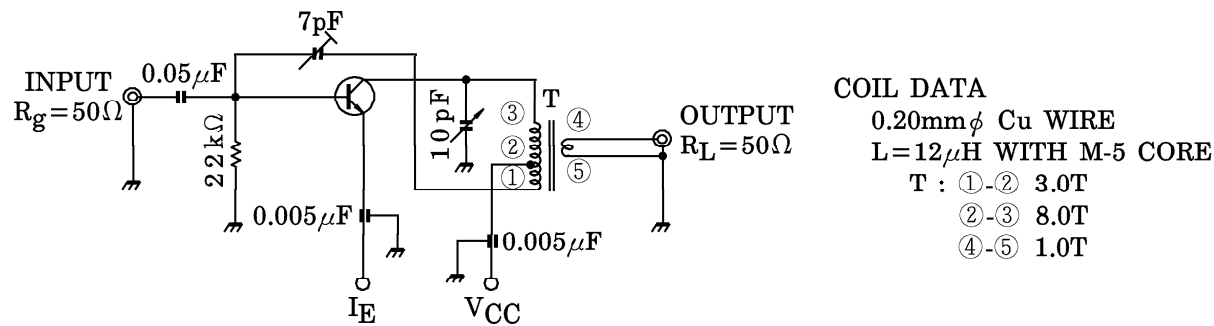 7pF
INPUT
Rg=50Ω
0.05μF
22kΩ
10pF
③
T
④
②
①
⑤
OUTPUT
RL=50Ω
0.005μF
0.005μF
IE
VCC
COIL DATA
0.20mmφ Cu WIRE
L=12μH WITH M-5 CORE
T : ①-② 3.0T
②-③ 8.0T
④-⑤ 1.0T